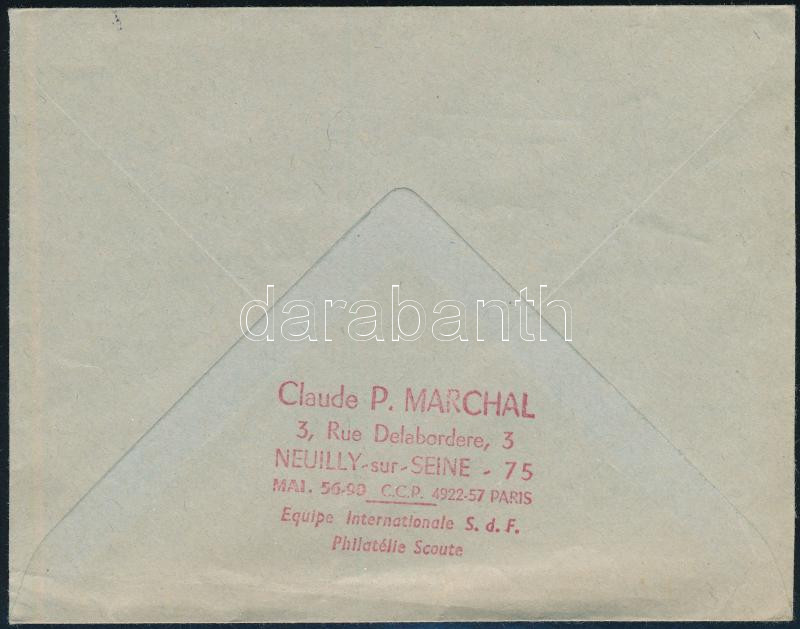 darabanth
Claude P. MARCHAL
3, Rue Delabordere, 3
NEUILLY-sur-SEINE - 75
MAI. 56-90 C.C.P. 4922-57 PARIS
Equipe Internationale S. d. F.
Philatélie Scoute